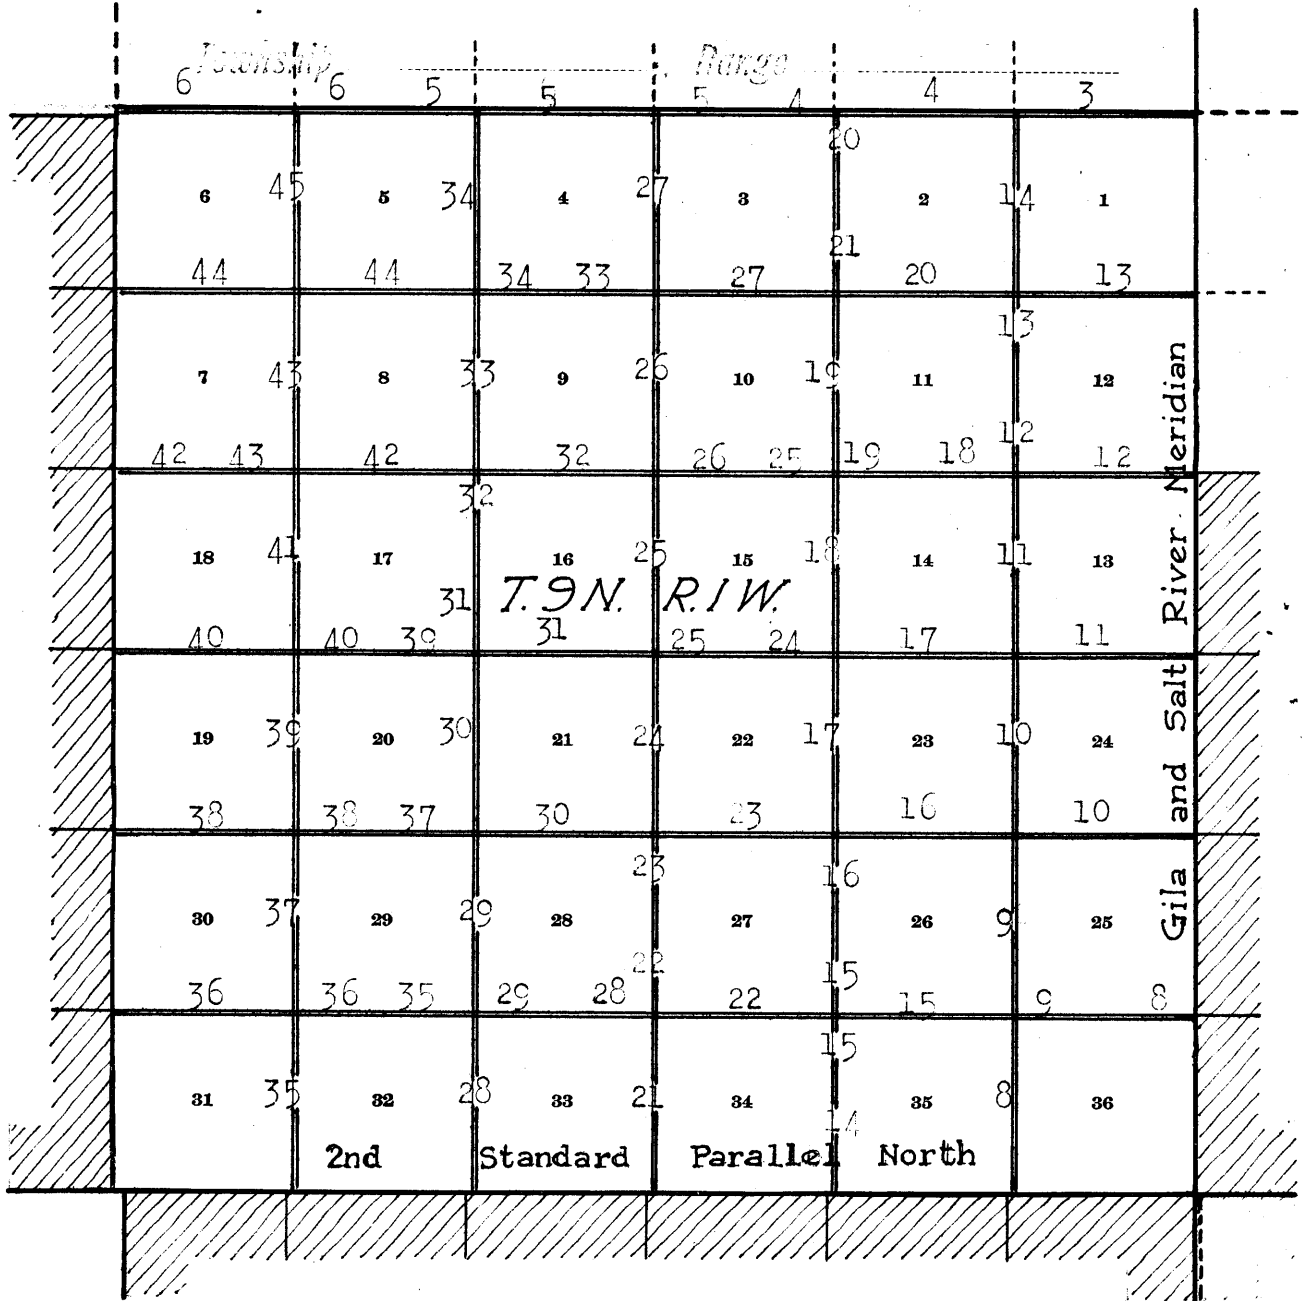 Township Range
6 6 5 5 5 4 4 3
20
6 45 5 34 4 27 3 2 14 1
21
44 44 34 33 27 20 13
13
7 43 8 33 9 26 10 19 11 12
12
42 43 42 32 26 25 19 18 12
32
18 41 17 16 25 15 18 14 11 13
31 T.9N. R.1W.
40 40 39 31 25 24 17 11
19 39 20 30 21 24 22 17 23 10 24
38 38 37 30 23 16 10
23 16
30 37 29 29 28 27 26 9 25
22 15
36 36 35 29 28 22 15 9 8
15
31 35 32 28 33 21 34 35 8 36
14
2nd Standard Parallel North
Gila and Salt River Meridian